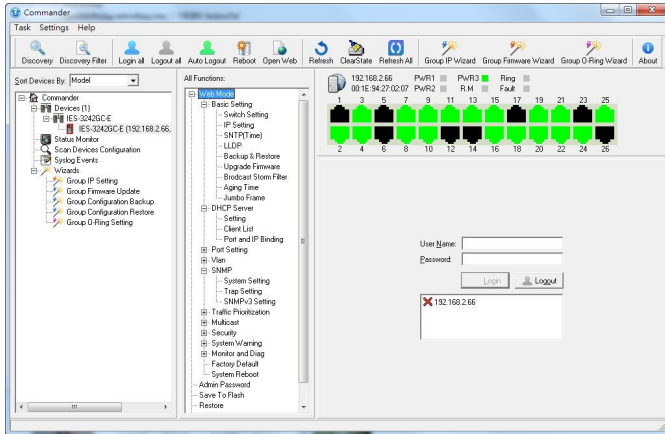 Commander
Task Settings Help
Discovery Discovery Filter Login all Logout all Auto Logout Reboot Open Web Refresh ClearState Refresh All Group IP Wizard Group Firmware Wizard Group O-Ring Wizard About
Sort Devices By: Model
Commander
Devices (1)
IES-3242GC-E
IES-3242GC-E (192.168.2.66,
Status Monitor
Scan Devices Configuration
Syslog Events
Wizards
Group IP Setting
Group Firmware Update
Group Configuration Backup
Group Configuration Restore
Group O-Ring Setting
All Functions:
Web Mode
Basic Setting
Switch Setting
IP Setting
SNTP(Time)
LLDP
Backup & Restore
Upgrade Firmware
Brodcast Storm Filter
Aging Time
Jumbo Frame
DHCP Server
Setting
Client List
Port and IP Binding
Port Setting
Vlan
SNMP
System Setting
Trap Setting
SNMPv3 Setting
Traffic Prioritization
Multicast
Security
System Warning
Monitor and Diag
Factory Default
System Reboot
Admin Password
Save To Flash
Restore
192.168.2.66 PWR1 PWR3 Ring
00:1E:94:27:02:07 PWR2 R.M Fault
1 3 5 7 9 11 13 15 17 19 21 23 25
2 4 6 8 10 12 14 16 18 20 22 24 26
User Name:
Password:
Login Logout
192.168.2.66